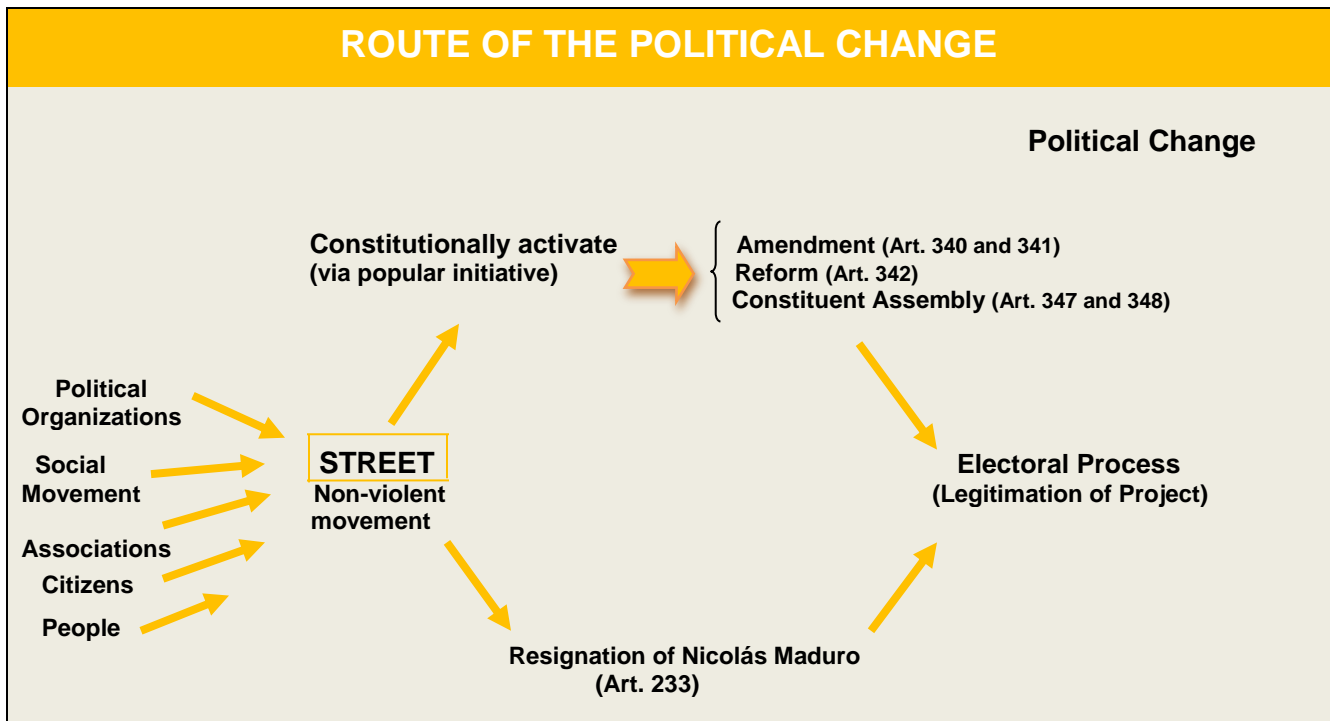 ROUTE OF THE POLITICAL CHANGE
Political Change
Constitutionally activate
(via popular initiative)
Amendment (Art. 340 and 341)
Reform (Art. 342)
Constituent Assembly (Art. 347 and 348)
Political
Organizations
Social
Movement
Associations
Citizens
People
STREET
Non-violent
movement
Electoral Process
(Legitimation of Project)
Resignation of Nicolás Maduro
(Art. 233)